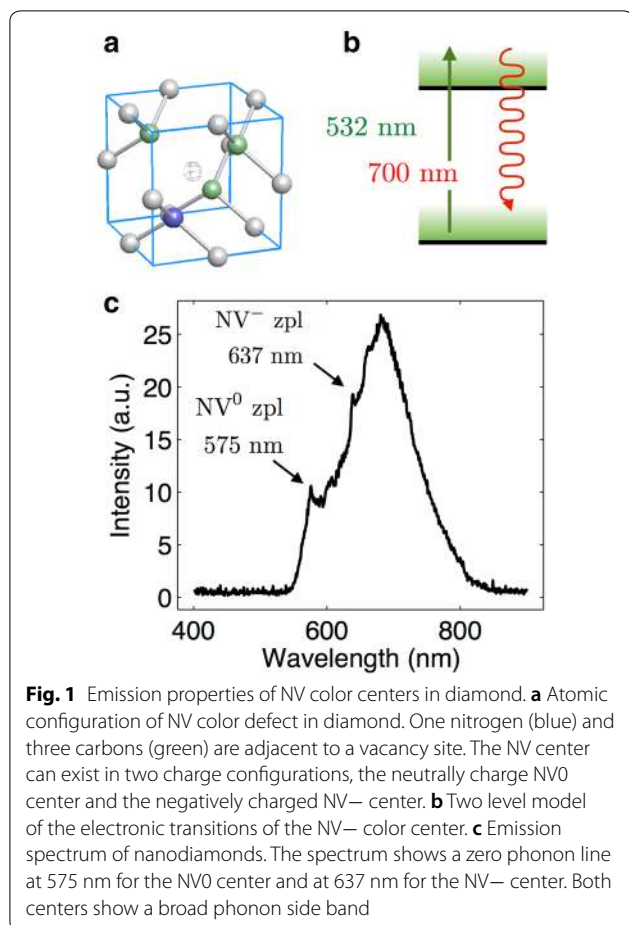 a
b
532 nm
700 nm
c
NV− zpl
637 nm
NV0 zpl
575 nm
Intensity (a.u.)
25
20
15
10
5
0
400
600
800
Wavelength (nm)
Fig. 1 Emission properties of NV color centers in diamond. a Atomic
configuration of NV color defect in diamond. One nitrogen (blue) and
three carbons (green) are adjacent to a vacancy site. The NV center
can exist in two charge configurations, the neutrally charge NV0
center and the negatively charged NV− center. b Two level model
of the electronic transitions of the NV− color center. c Emission
spectrum of nanodiamonds. The spectrum shows a zero phonon line
at 575 nm for the NV0 center and at 637 nm for the NV− center. Both
centers show a broad phonon side band